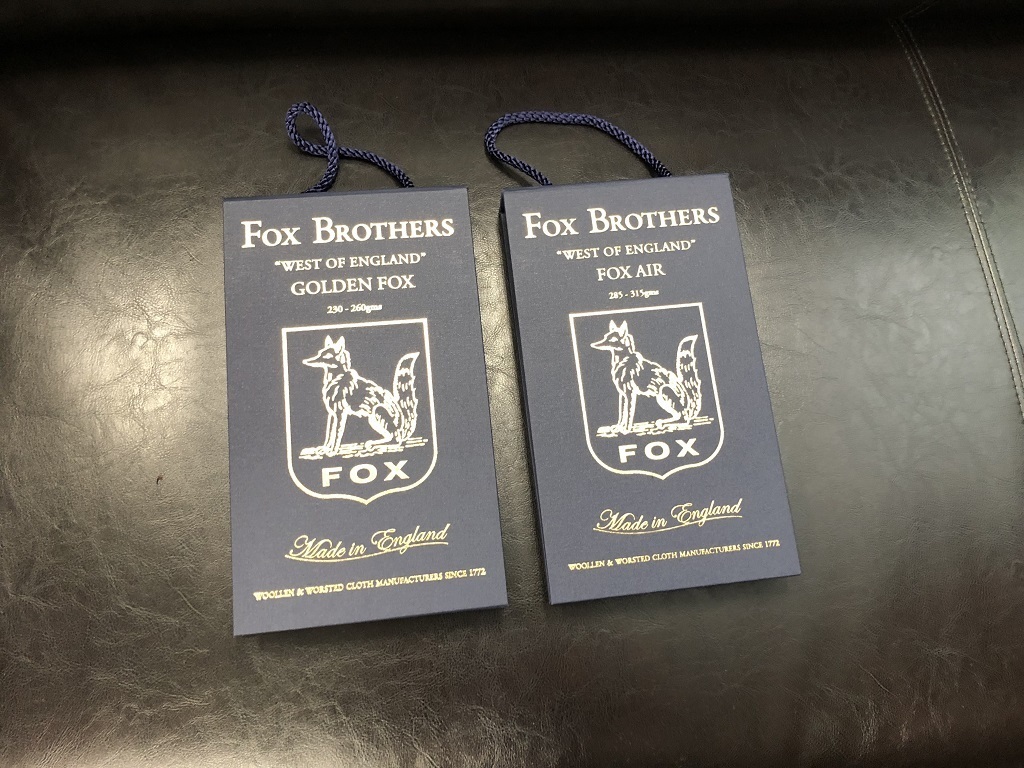 Fox Brothers
"WEST OF ENGLAND"
GOLDEN FOX
230 - 260gms
FOX
Made in England
WOOLLEN & WORSTED CLOTH MANUFACTURERS SINCE 1772
Fox Brothers
"WEST OF ENGLAND"
FOX AIR
285 - 315gms
FOX
Made in England
WOOLLEN & WORSTED CLOTH MANUFACTURERS SINCE 1772